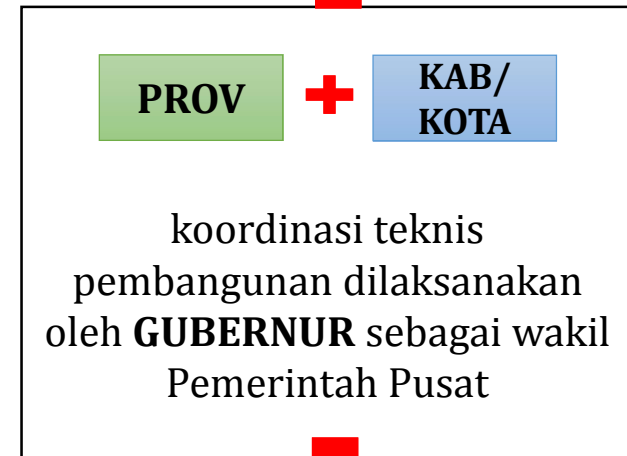 PROV
KAB/
KOTA
koordinasi teknis
pembangunan dilaksanakan
oleh GUBERNUR sebagai wakil
Pemerintah Pusat